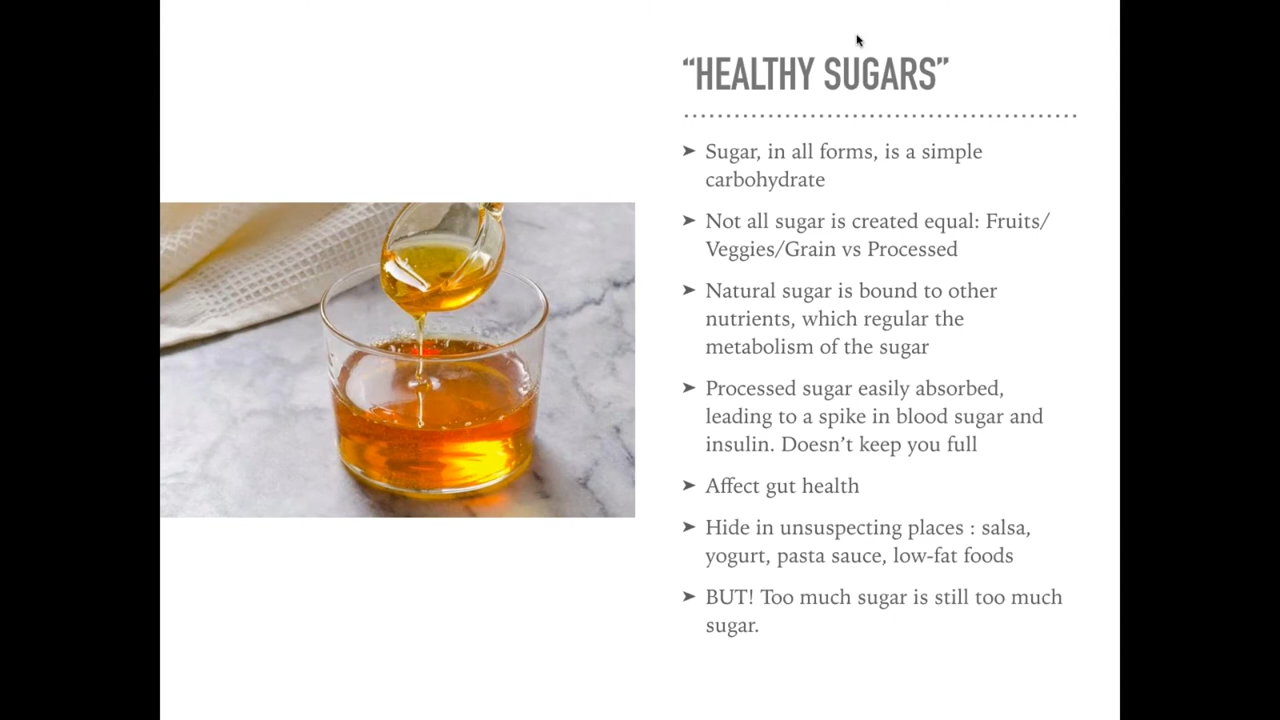 “HEALTHY SUGARS”
➤ Sugar, in all forms, is a simple
carbohydrate
➤ Not all sugar is created equal: Fruits/
Veggies/Grain vs Processed
➤ Natural sugar is bound to other
nutrients, which regular the
metabolism of the sugar
➤ Processed sugar easily absorbed,
leading to a spike in blood sugar and
insulin. Doesn’t keep you full
➤ Affect gut health
➤ Hide in unsuspecting places : salsa,
yogurt, pasta sauce, low-fat foods
➤ BUT! Too much sugar is still too much
sugar.